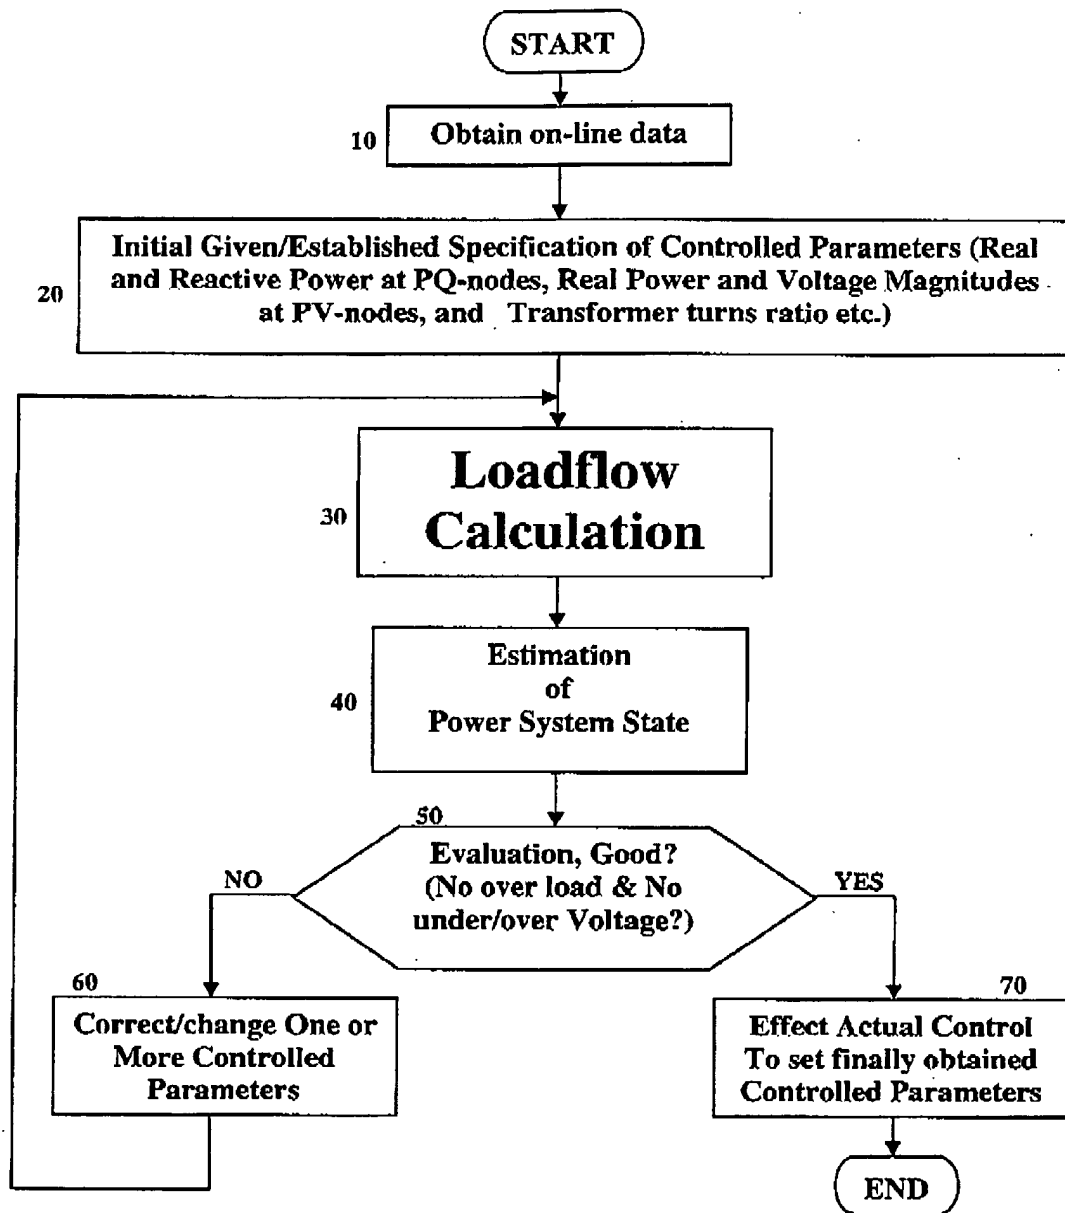 START
10
Obtain on-line data
20
Initial Given/Established Specification of Controlled Parameters (Real
and Reactive Power at PQ-nodes, Real Power and Voltage Magnitudes
at PV-nodes, and Transformer turns ratio etc.)
30
Loadflow
Calculation
40
Estimation
of
Power System State
50
Evaluation, Good?
(No over load & No
under/over Voltage?)
NO
YES
60
Correct/change One or
More Controlled
Parameters
70
Effect Actual Control
To set finally obtained
Controlled Parameters
END